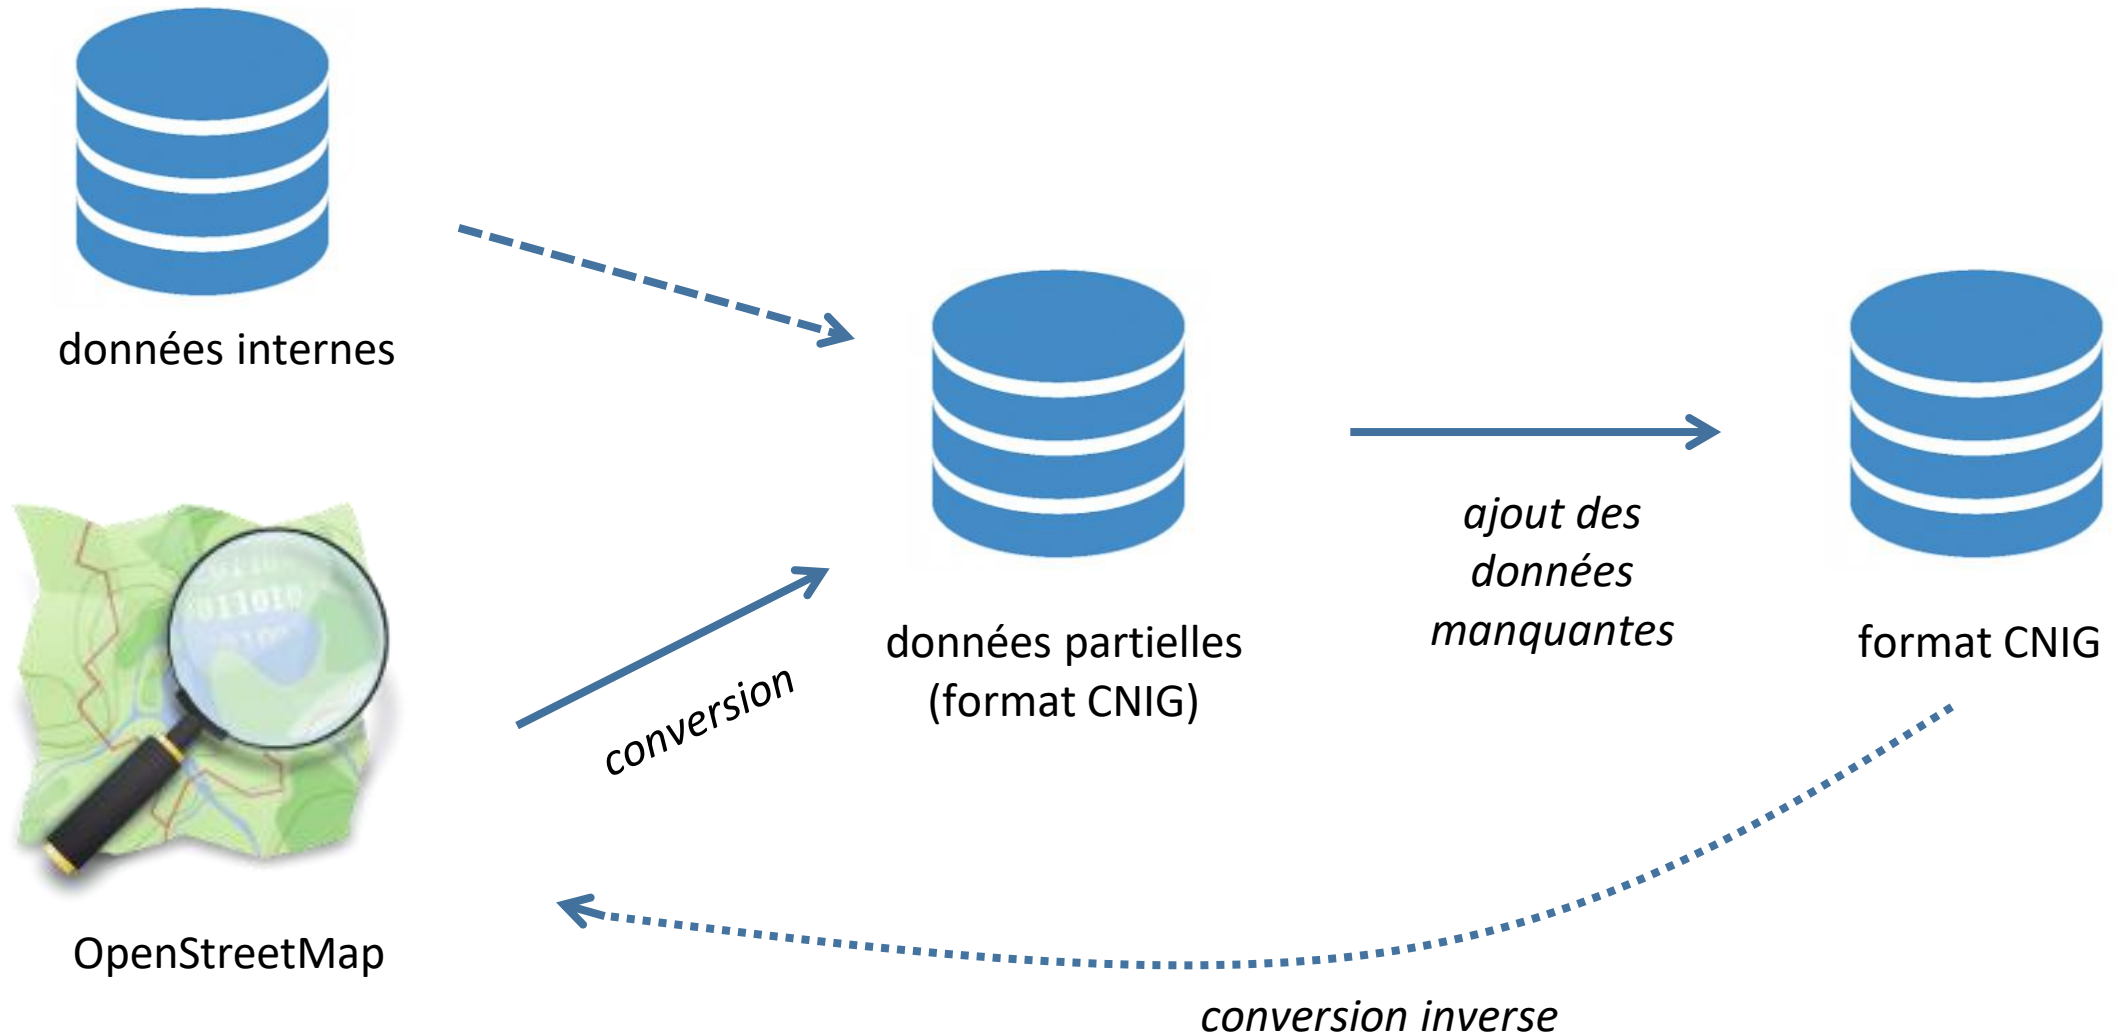 données internes
OpenStreetMap
conversion
données partielles
(format CNIG)
ajout des
données
manquantes
format CNIG
conversion inverse